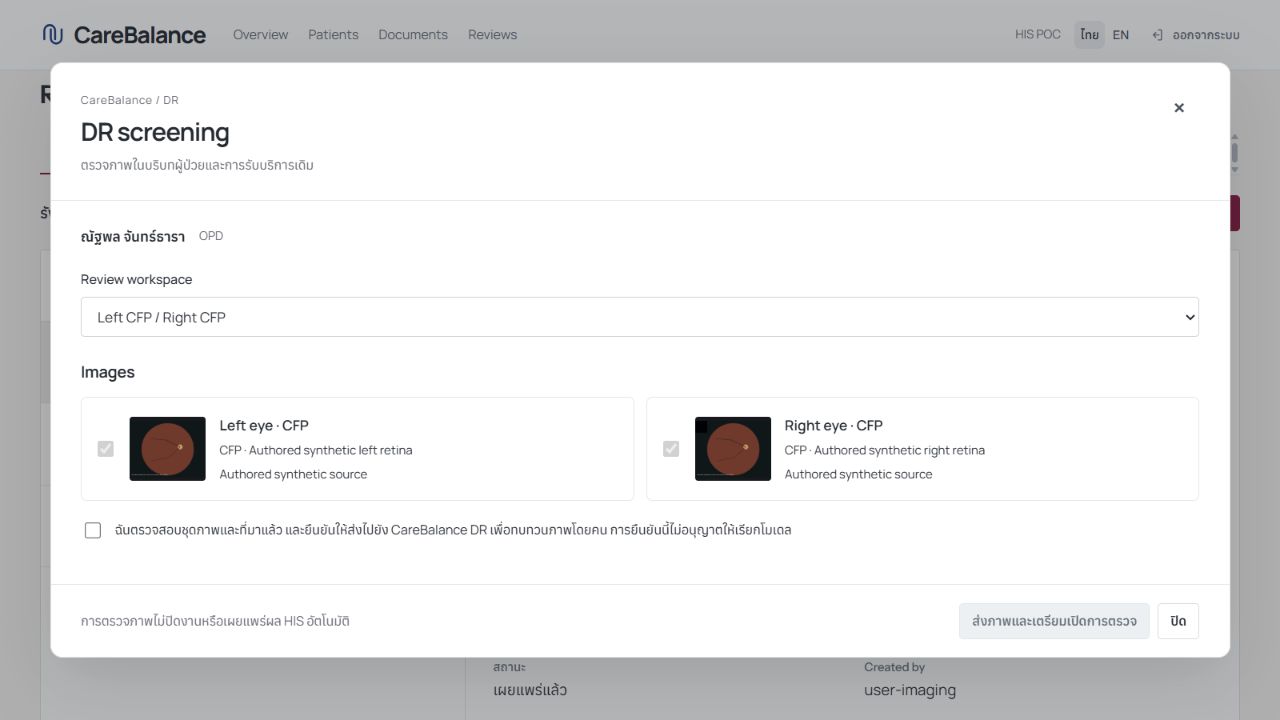 CareBalance
Overview Patients Documents Reviews
HIS POC ไทย EN ออกจากระบบ
CareBalance / DR
DR screening
ตรวจภาพในบริบทผู้ป่วยและการรับบริการเดิม
ณัฐพล จันทร์ธารา OPD
Review workspace
Left CFP / Right CFP
Images
Left eye · CFP
CFP · Authored synthetic left retina
Authored synthetic source
Right eye · CFP
CFP · Authored synthetic right retina
Authored synthetic source
ฉันตรวจสอบชุดภาพและที่มาแล้ว และยืนยันให้ส่งไปยัง CareBalance DR เพื่อทบทวนภาพโดยคน การยืนยันนี้ไม่อนุญาตให้เรียกโมเดล
การตรวจภาพไม่ปิดงานหรือเผยแพร่ผล HIS อัตโนมัติ
ส่งภาพและเตรียมเปิดการตรวจ ปิด
สถานะ
เผยแพร่แล้ว
Created by
user-imaging